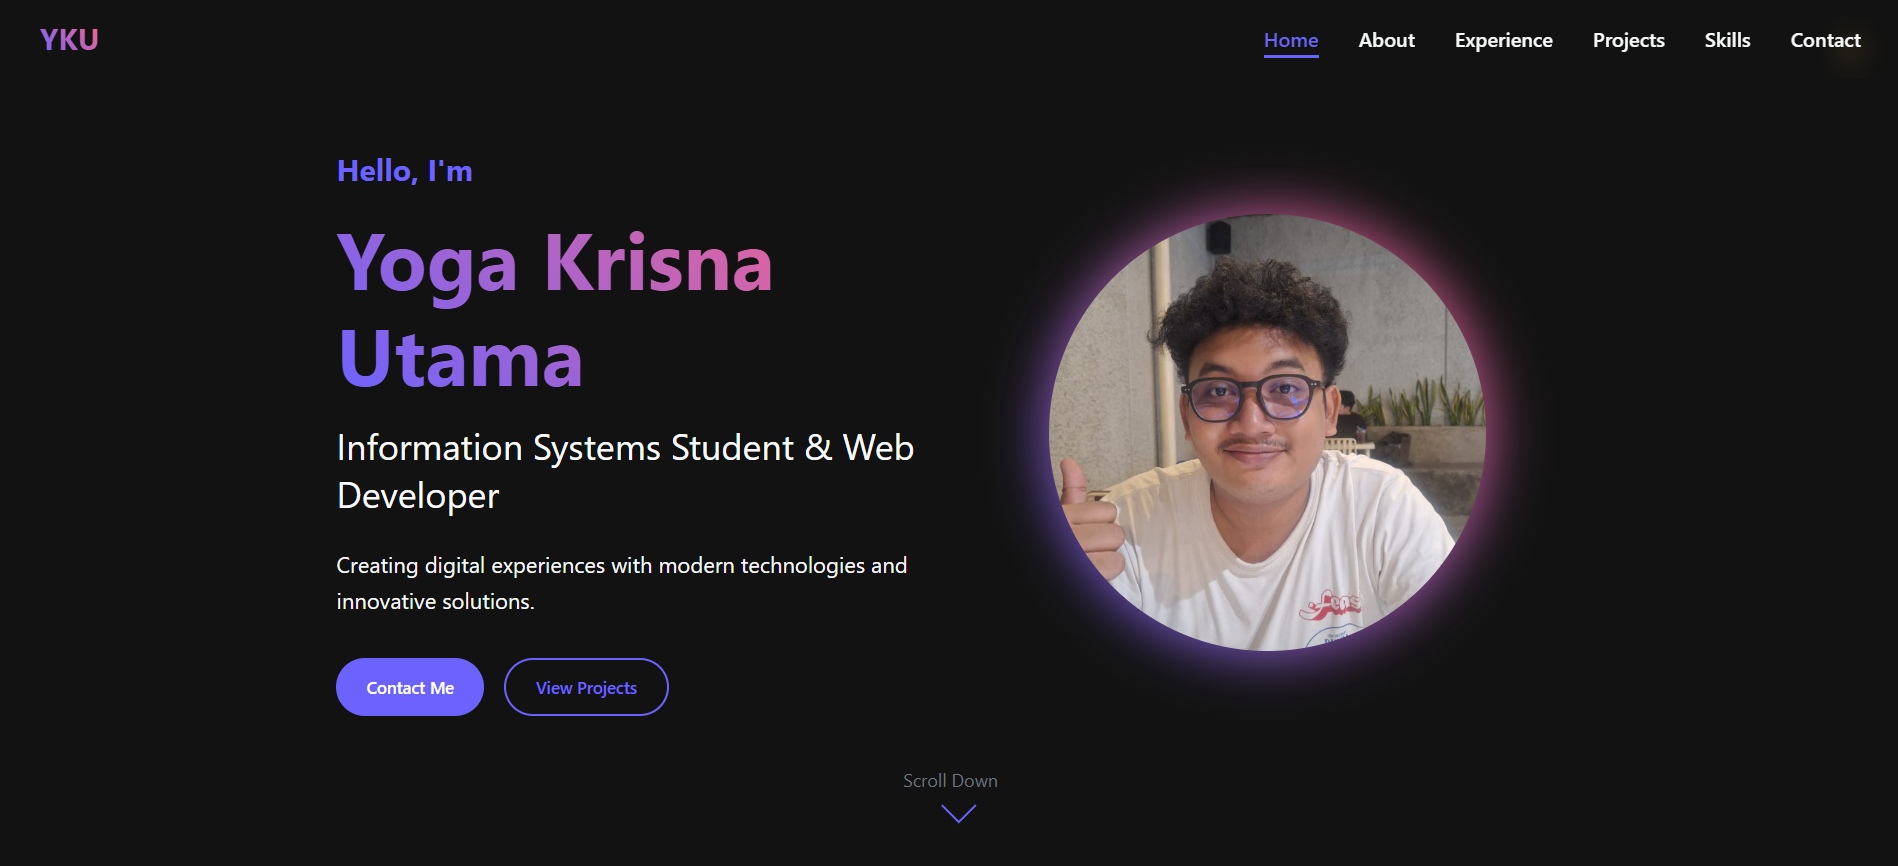 YKU
Home
About
Experience
Projects
Skills
Contact
Hello, I'm
Yoga Krisna
Utama
Information Systems Student & Web
Developer
Creating digital experiences with modern technologies and
innovative solutions.
Contact Me
View Projects
Scroll Down